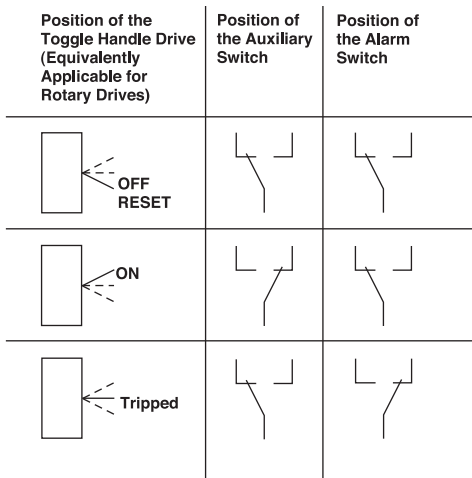 Position of the
Toggle Handle Drive
(Equivalently
Applicable for
Rotary Drives)
Position of
the Auxiliary
Switch
Position of
the Alarm
Switch
OFF
RESET
ON
Tripped